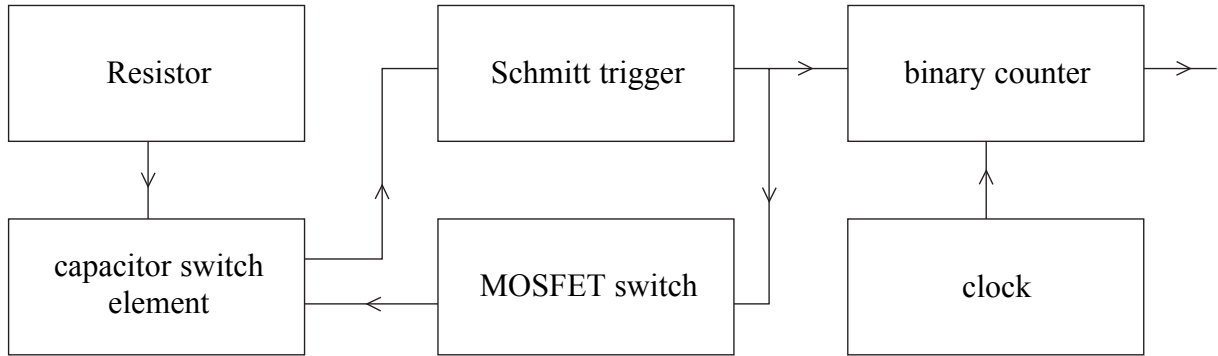 Resistor
Schmitt trigger
binary counter
capacitor switch
element
MOSFET switch
clock